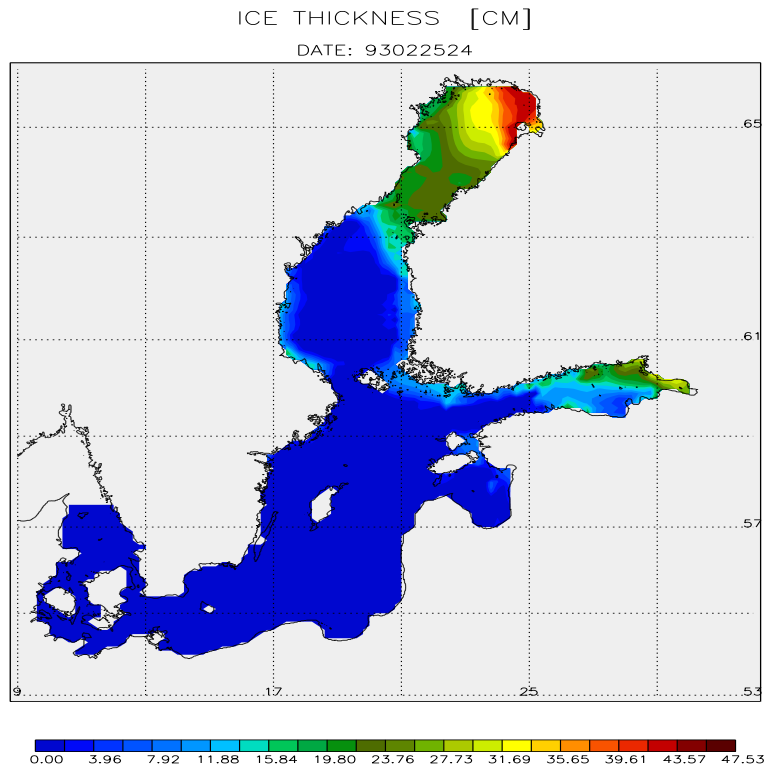 ICE THICKNESS [CM]
DATE: 93022524
65
61
57
9 17 25 53
0.00 3.96 7.92 11.88 15.84 19.80 23.76 27.73 31.69 35.65 39.61 43.57 47.53